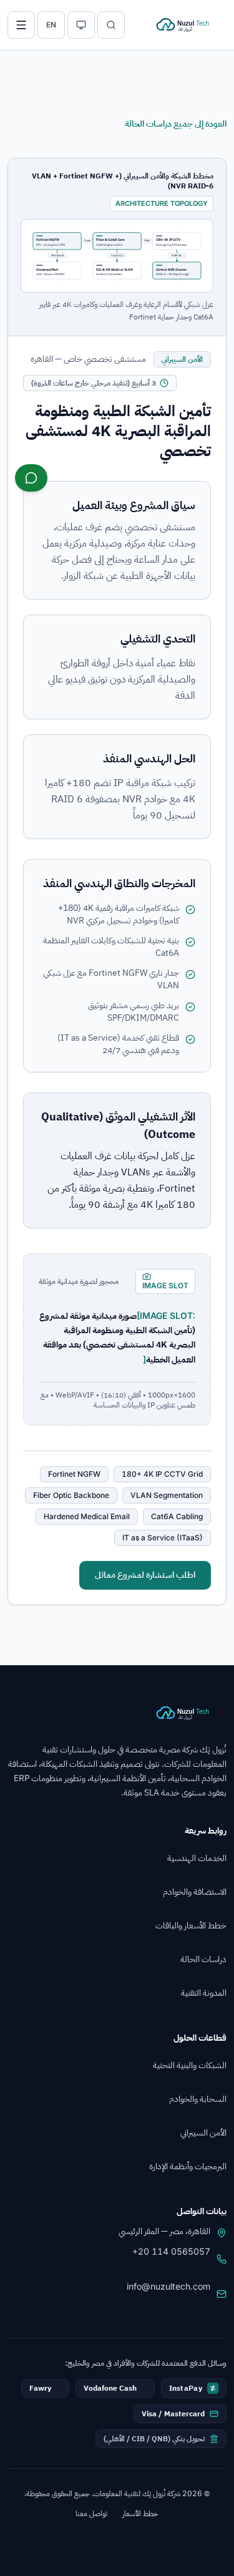 Nuzul Tech
نُزول تِك
EN
العودة إلى جميع دراسات الحالة
مخطط الشبكة والأمن السيبراني (VLAN + Fortinet NGFW +
NVR RAID-6)
ARCHITECTURE TOPOLOGY
Fortinet NGFW
Hardened Mail
عزل شبكي لأقسام الرعاية وغرف العمليات وكاميرات 4K عبر فايبر
Cat6A وجدار حماية Fortinet
الأمن السيبراني
مستشفى تخصصي خاص — القاهرة
3 أسابيع (تنفيذ مرحلي خارج ساعات الذروة)
تأمين الشبكة الطبية ومنظومة
المراقبة البصرية 4K لمستشفى
تخصصي
سياق المشروع وبيئة العميل
مستشفى تخصصي يضم غرف عمليات،
وحدات عناية مركزة، وصيدلية مركزية يعمل
على مدار الساعة ويحتاج إلى فصل حركة
بيانات الأجهزة الطبية عن شبكة الزوار.
التحدي التشغيلي
نقاط عمياء أمنية داخل أروقة الطوارئ
والصيدلية المركزية دون توثيق فيديو عالي
الدقة
الحل الهندسي المنفذ
تركيب شبكة مراقبة IP تضم 180+ كاميرا
4K مع خوادم NVR بمصفوفة RAID 6
لتسجيل 90 يوماً
المخرجات والنطاق الهندسي المنفذ
شبكة كاميرات مراقبة رقمية 4K (180+
كاميرا) وخوادم تسجيل مركزي NVR
بنية تحتية للشبكات وكابلات الفايبر المنظمة
Cat6A
جدار ناري Fortinet NGFW مع عزل شبكي
VLAN
بريد طبي رسمي مشفر بتوثيق
SPF/DKIM/DMARC
قطاع تقني كخدمة (IT as a Service)
ودعم فني هندسي 24/7
الأثر التشغيلي الموثق (Qualitative
Outcome)
عزل كامل لحركة بيانات غرف العمليات
والأشعة عبر VLANs وجدار حماية
Fortinet، وتغطية بصرية موثقة بأكثر من
180 كاميرا 4K مع أرشفة 90 يوماً.
IMAGE SLOT
محجوز لصورة ميدانية موثقة
[IMAGE SLOT: صورة ميدانية موثقة للمشروع
(تأمين الشبكة الطبية ومنظومة المراقبة
البصرية 4K لمستشفى تخصصي) بعد موافقة
العميل الخطية]
1600×1000px • أفقي (16:10) • WebP/AVIF • مع
طمس عناوين IP والبيانات الحساسة
180+ 4K IP CCTV Grid
Fortinet NGFW
VLAN Segmentation
Fiber Optic Backbone
Cat6A Cabling
Hardened Medical Email
IT as a Service (ITaaS)
اطلب استشارة لمشروع مماثل
Nuzul Tech
نُزول تِك
نُزول تِك شركة مصرية متخصصة في حلول واستشارات تقنية
المعلومات للشركات. نتولى تصميم وتنفيذ الشبكات المهيكلة، استضافة
الخوادم السحابية، تأمين الأنظمة السيبرانية، وتطوير منظومات ERP
بعقود مستوى خدمة SLA موثقة.
روابط سريعة
الخدمات الهندسية
الاستضافة والخوادم
خطط الأسعار والباقات
دراسات الحالة
المدونة التقنية
قطاعات الحلول
الشبكات والبنية التحتية
السحابة والخوادم
الأمن السيبراني
البرمجيات وأنظمة الإدارة
بيانات التواصل
القاهرة، مصر — المقر الرئيسي
+20 114 0565057
info@nuzultech.com
وسائل الدفع المعتمدة للشركات والأفراد في مصر والخليج:
InstaPay
Vodafone Cash
Fawry
Visa / Mastercard
تحويل بنكي (CIB / QNB / الأهلي)
© 2026 شركة نُزول تِك لتقنية المعلومات. جميع الحقوق محفوظة.
خطط الأسعار
تواصل معنا